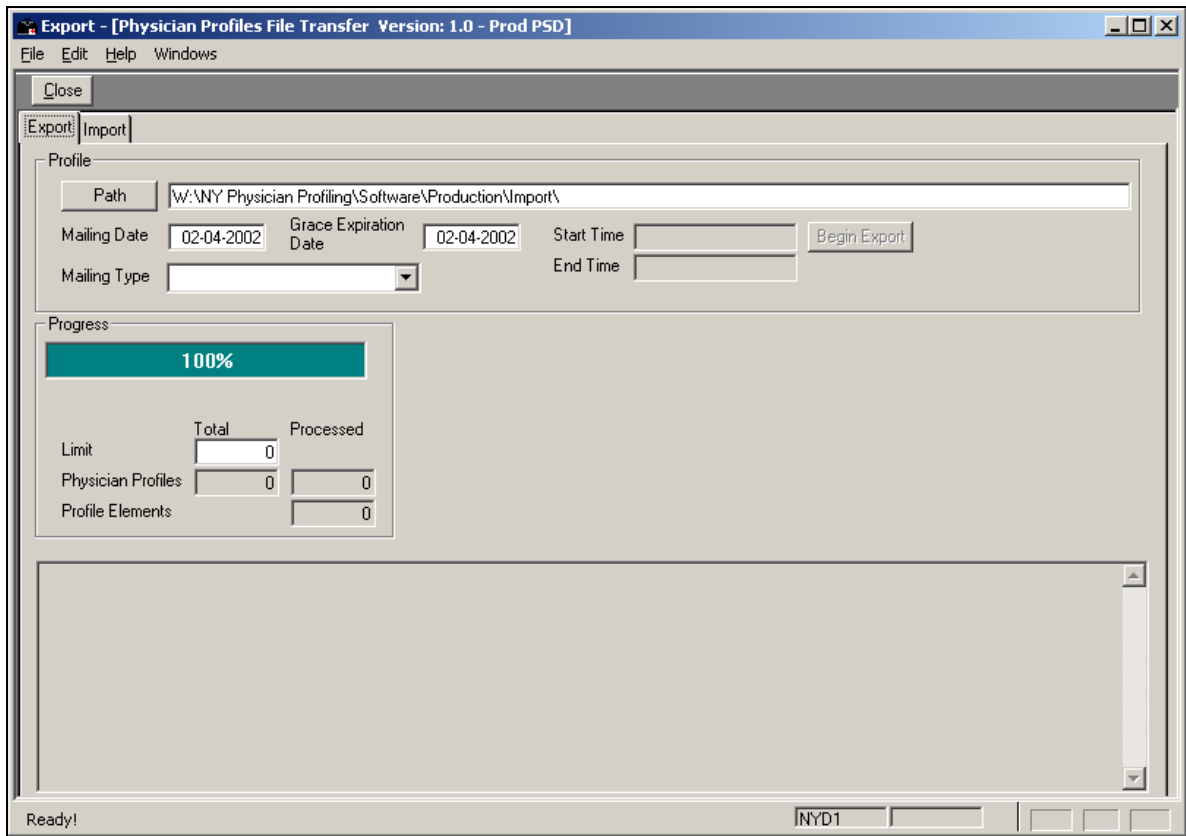 Export - [Physician Profiles File Transfer Version: 1.0 - Prod PSD]
File Edit Help Windows
Close
Export Import
Profile
Path W:\NY Physician Profiling\Software\Production\Import\
Mailing Date 02-04-2002 Grace Expiration Date 02-04-2002 Start Time Begin Export
End Time
Mailing Type
Progress
100%
Total Processed
Limit 0
Physician Profiles 0 0
Profile Elements 0
Ready! NYD1